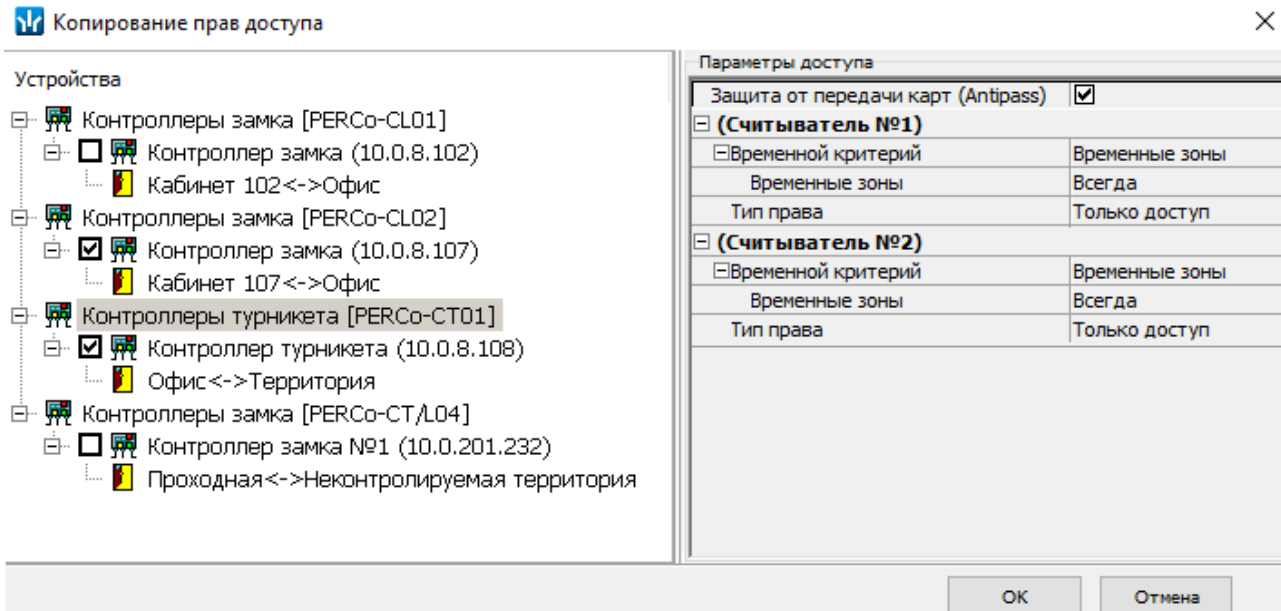 Копирование прав доступа
Устройства
Контроллеры замка [PERCo-CL01]
Контроллер замка (10.0.8.102)
Кабинет 102<->Офис
Контроллеры замка [PERCo-CL02]
Контроллер замка (10.0.8.107)
Кабинет 107<->Офис
Контроллеры турникета [PERCo-CT01]
Контроллер турникета (10.0.8.108)
Офис<->Территория
Контроллеры замка [PERCo-CT/L04]
Контроллер замка №1 (10.0.201.232)
Проходная<->Неконтролируемая территория
Параметры доступа
Защита от передачи карт (Antipass)
(Считыватель №1)
Временной критерий Временные зоны
Временные зоны Всегда
Тип права Только доступ
(Считыватель №2)
Временной критерий Временные зоны
Временные зоны Всегда
Тип права Только доступ
ОК Отмена